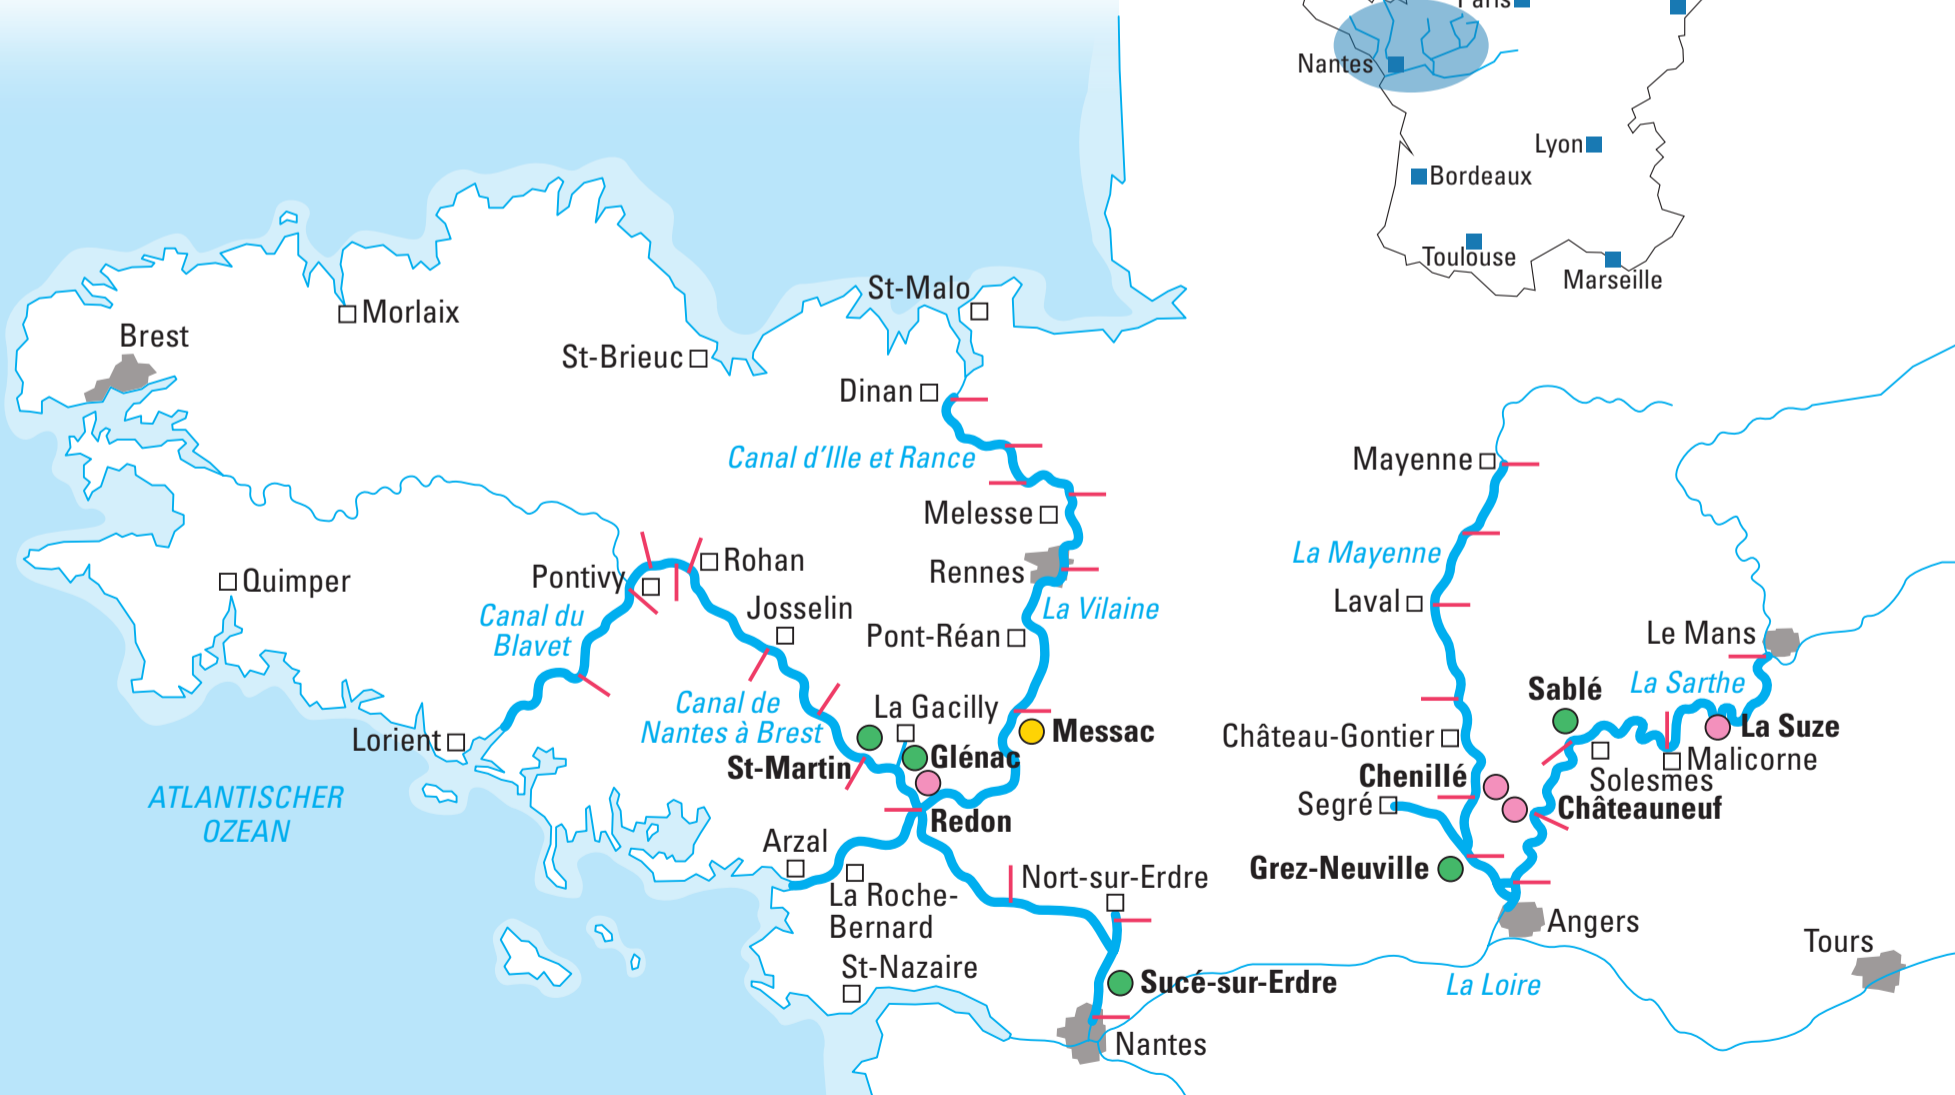 Paris
Nantes
Lyon
Bordeaux
Toulouse
Marseille
St-Malo
Morlaix
Brest
St-Brieuc
Dinan
Canal d'Ille et Rance
Mayenne
Melesse
La Mayenne
Rennes
Rohan
Pontivy
Quimper
Laval
Josselin
La Vilaine
Canal du
Blavet
Pont-Réan
Le Mans
Sablé
La Sarthe
Canal de
Nantes à Brest
La Gacilly
Messac
La Suze
Lorient
Château-Gontier
Glénac
Malicorne
St-Martin
Chenillé
Solesmes
ATLANTISCHER
OZEAN
Segré
Châteauneuf
Redon
Arzal
Grez-Neuville
Nort-sur-Erdre
La Roche-
Bernard
Angers
Tours
St-Nazaire
Sucé-sur-Erdre
La Loire
Nantes